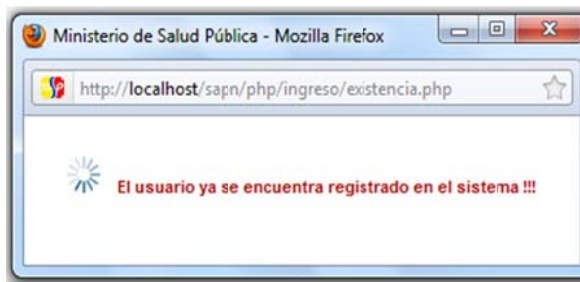 Ministerio de Salud Pública - Mozilla Firefox
http://localhost/sapn/php/ingreso/existencia.php
El usuario ya se encuentra registrado en el sistema !!!